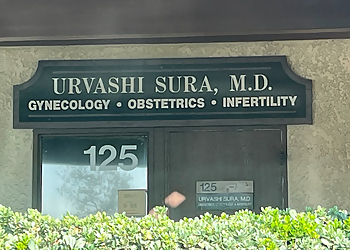 URVASHI SURA, M.D.
GYNECOLOGY • OBSTETRICS • INFERTILITY
125
125
URVASHI SURA, M.D.